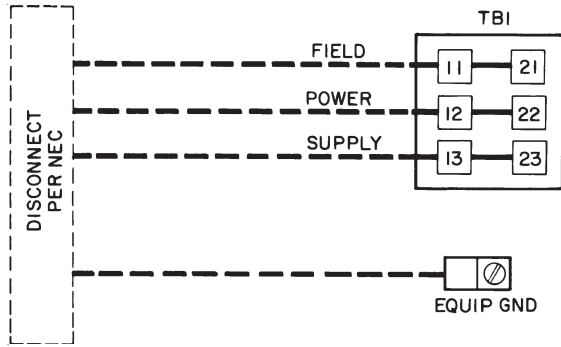 TB1
FIELD
11 21
POWER
12 22
SUPPLY
13 23
DISCONNECT
PER NEC
EQUIP GND